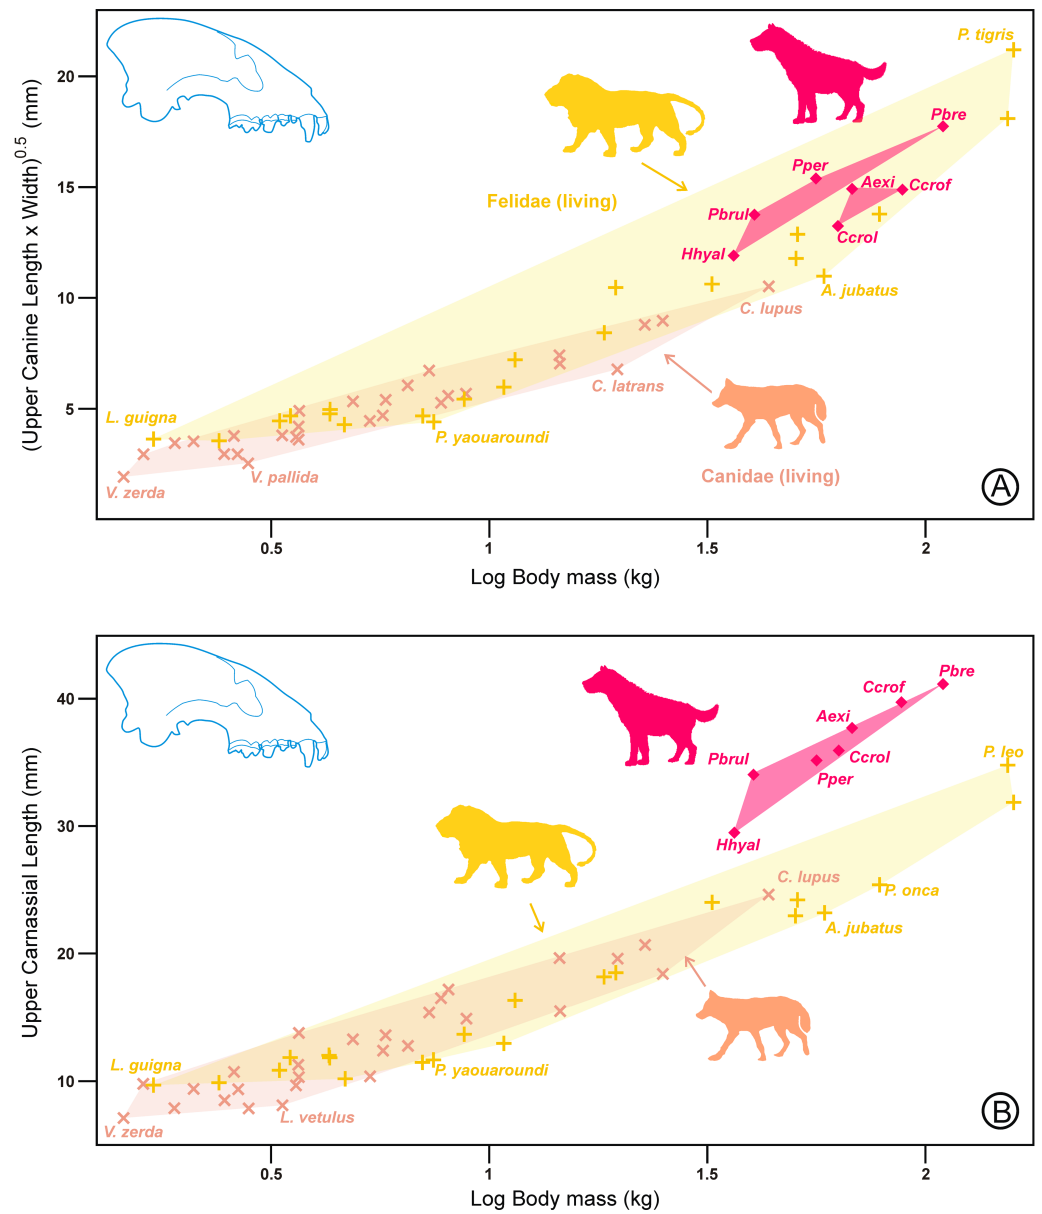 P. tigris
20
Pbre
Pper
Aexi
Ccrof
15
Felidae (living)
Pbrul
Ccrol
Hhyal
A. jubatus
10
C. lupus
C. latrans
L. guigna
5
P. yaouaroundi
V. pallida
Canidae (living)
V. zerda
A
(Upper Canine Length x Width)0.5 (mm)
0.5
1
1.5
2
Log Body mass (kg)
Pbre
Ccrof
40
Aexi
Pbrul
Ccrol
P. leo
Pper
30
Hhyal
C. lupus
P. onca
A. jubatus
20
L. guigna
P. yaouaroundi
10
L. vetulus
V. zerda
B
Upper Carnassial Length (mm)
0.5
1
1.5
2
Log Body mass (kg)